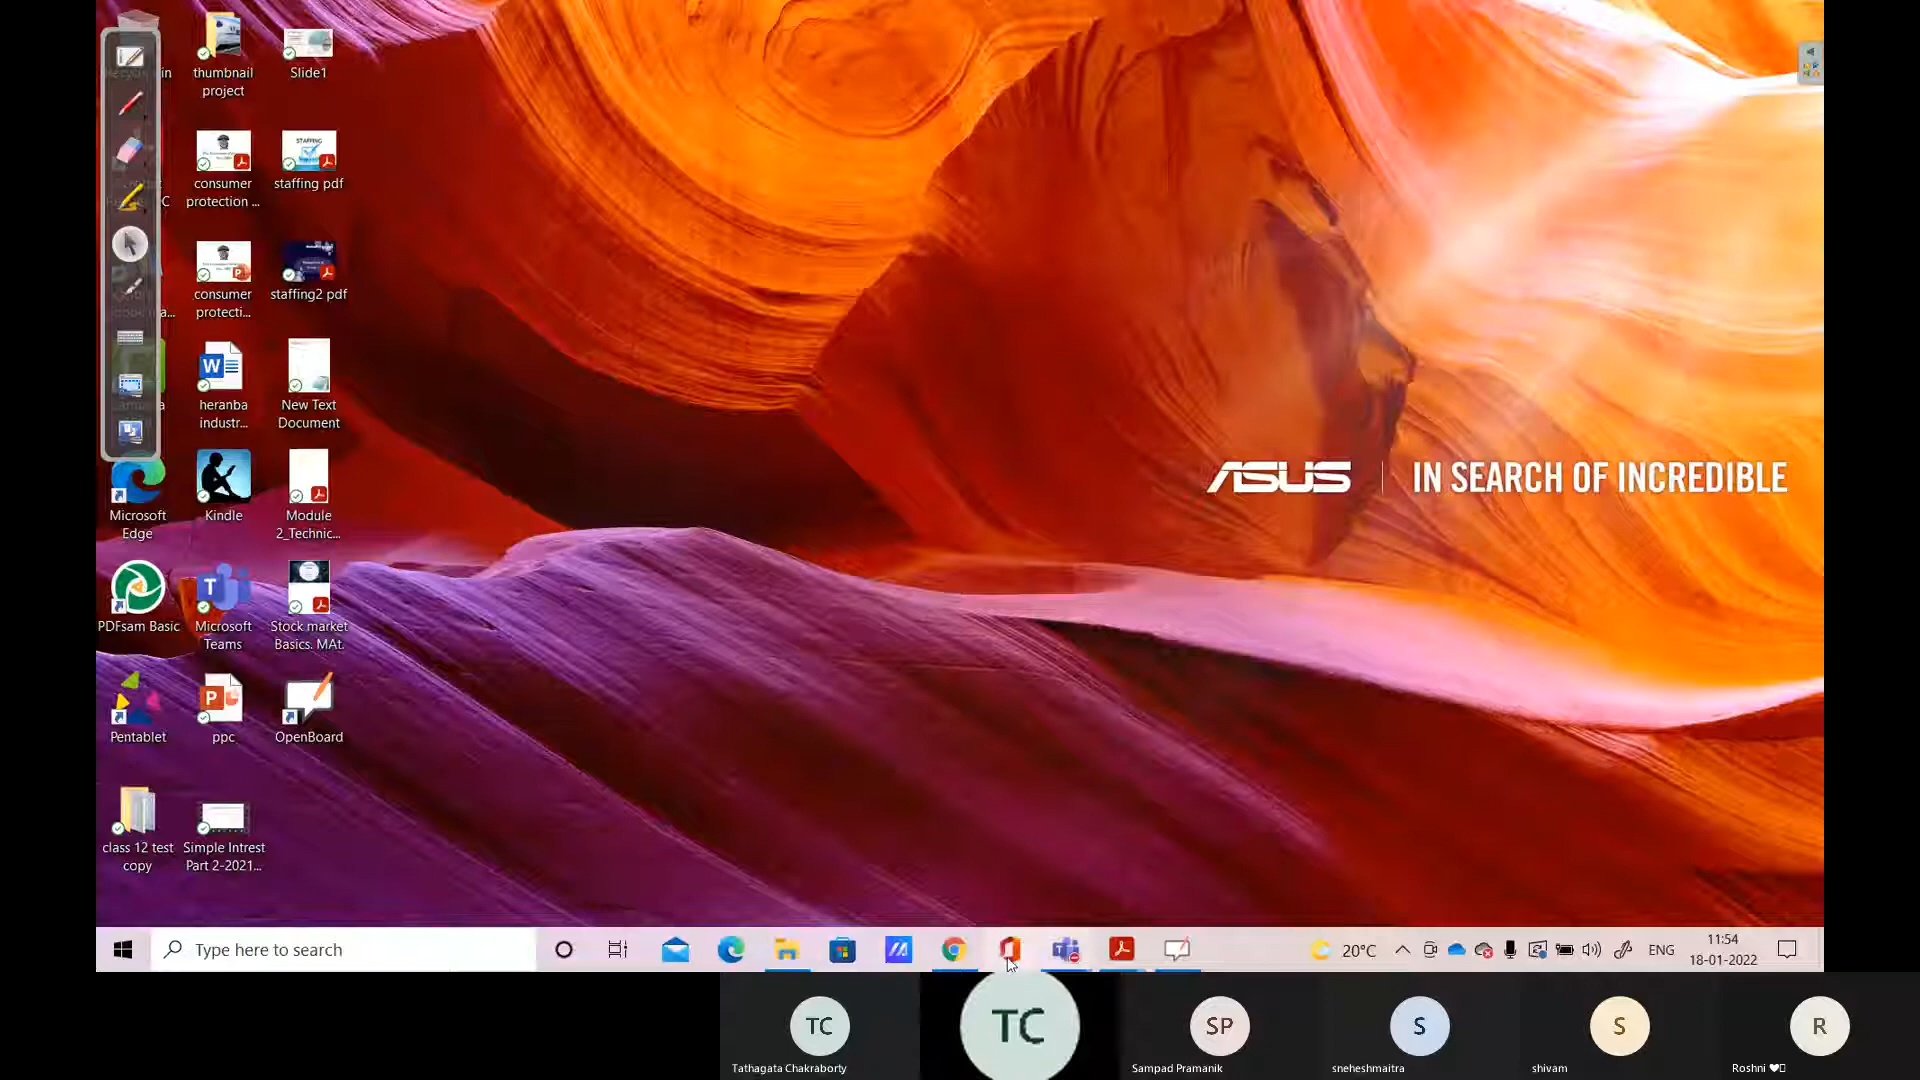 thumbnail
project
Slide1
consumer
protection ...
staffing pdf
consumer
protecti...
staffing2 pdf
heranba
industr...
New Text
Document
Microsoft
Edge
Kindle
Module
2_Technic...
PDFsam Basic
Microsoft
Teams
Stock market
Basics. MAt.
Pentablet
ppc
OpenBoard
class 12 test
copy
Simple Intrest
Part 2-2021...
STAFFING
ASUS
IN SEARCH OF INCREDIBLE
Type here to search
20°C
ENG
11:54
18-01-2022
TC
TC
SP
S
S
R
Tathagata Chakraborty
Sampad Pramanik
sneheshmaitra
shivam
Roshni ❤